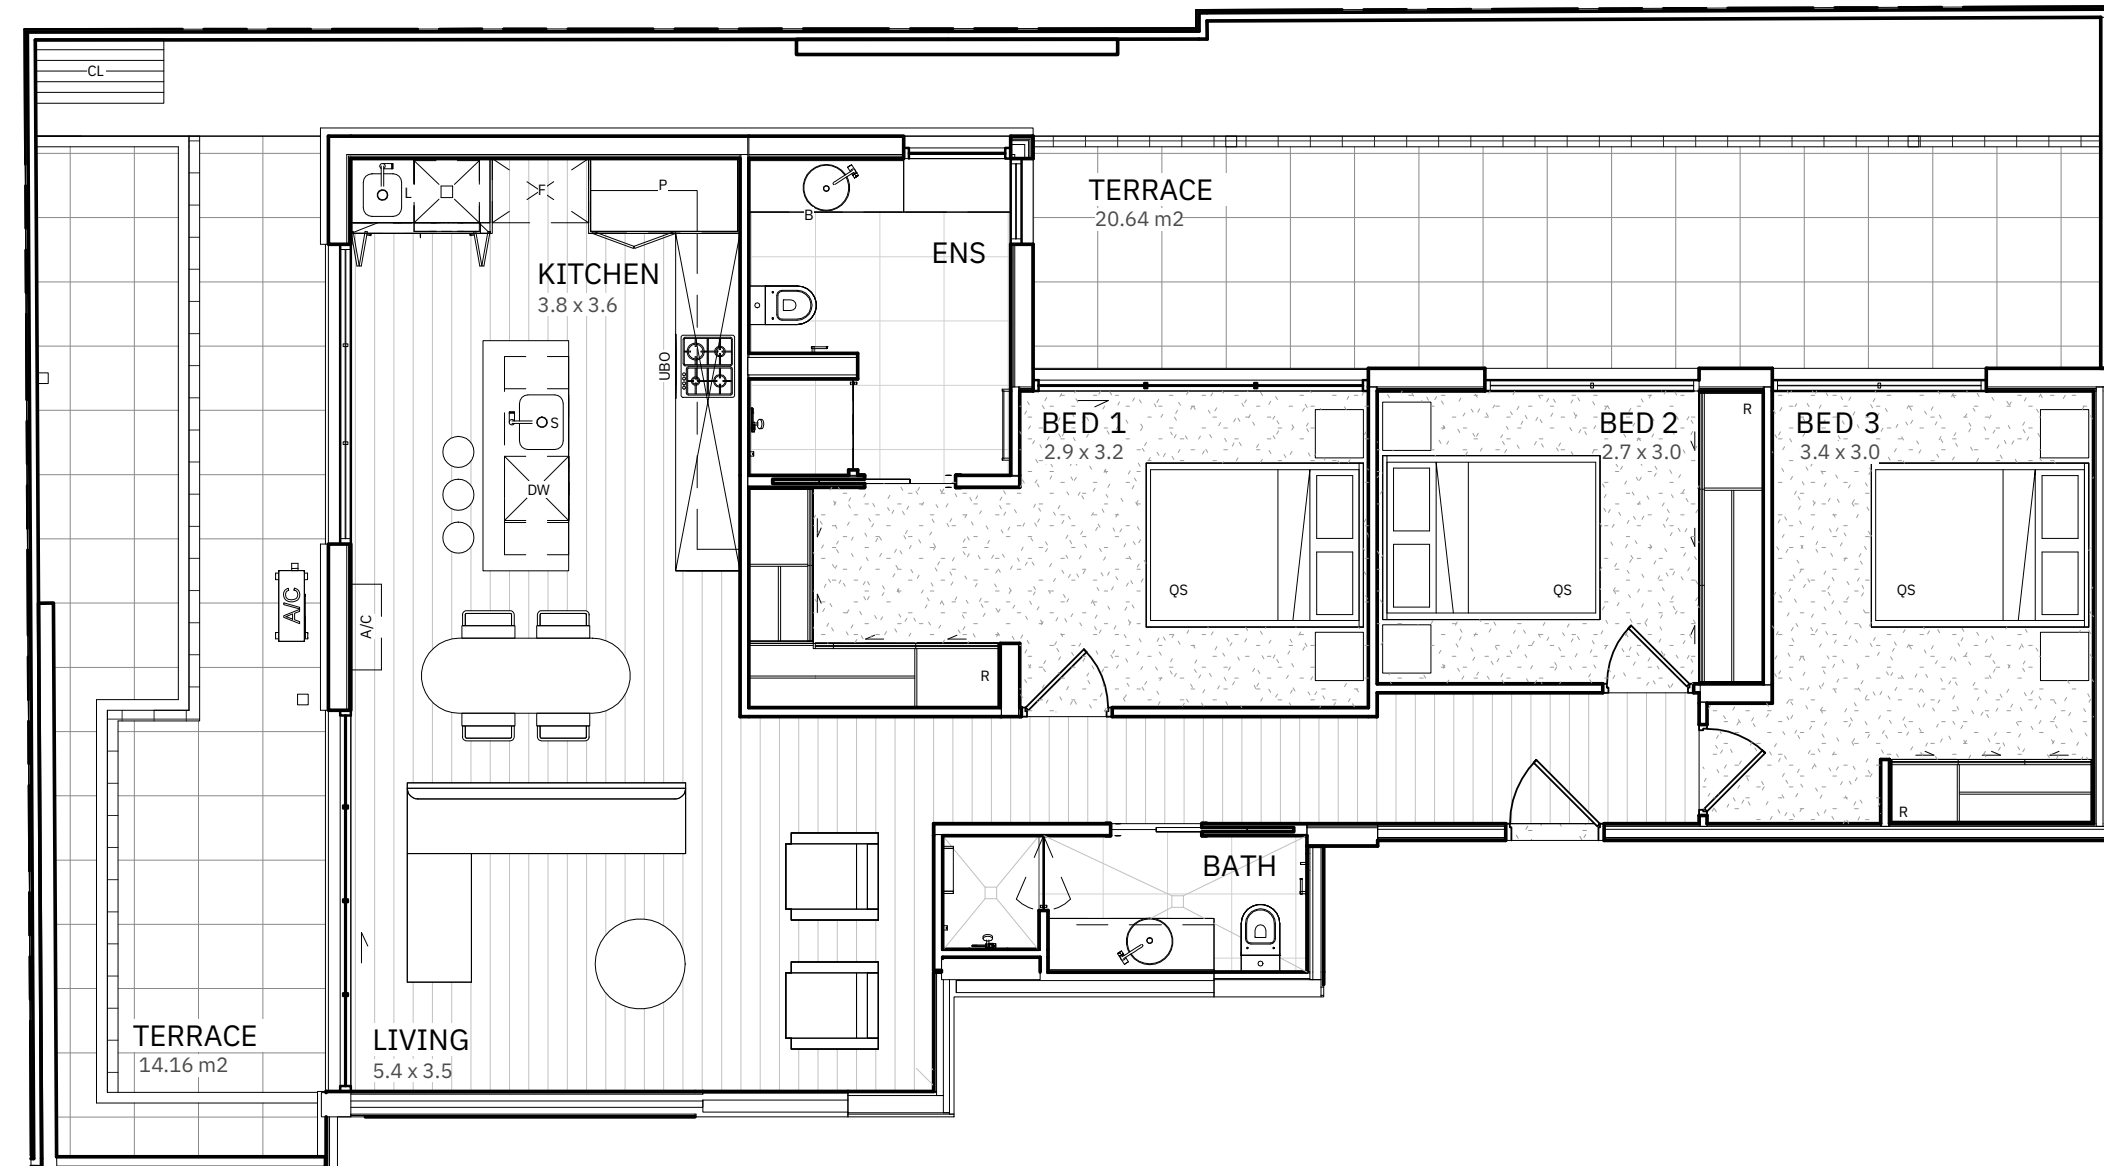 CL
TERRACE
20.64 m2
L
F
P
B
ENS
KITCHEN
3.8 x 3.6
UBO
S
DW
BED 1
2.9 x 3.2
QS
BED 2
2.7 x 3.0
QS
R
BED 3
3.4 x 3.0
QS
A/C
A/C
R
R
BATH
TERRACE
14.16 m2
LIVING
5.4 x 3.5